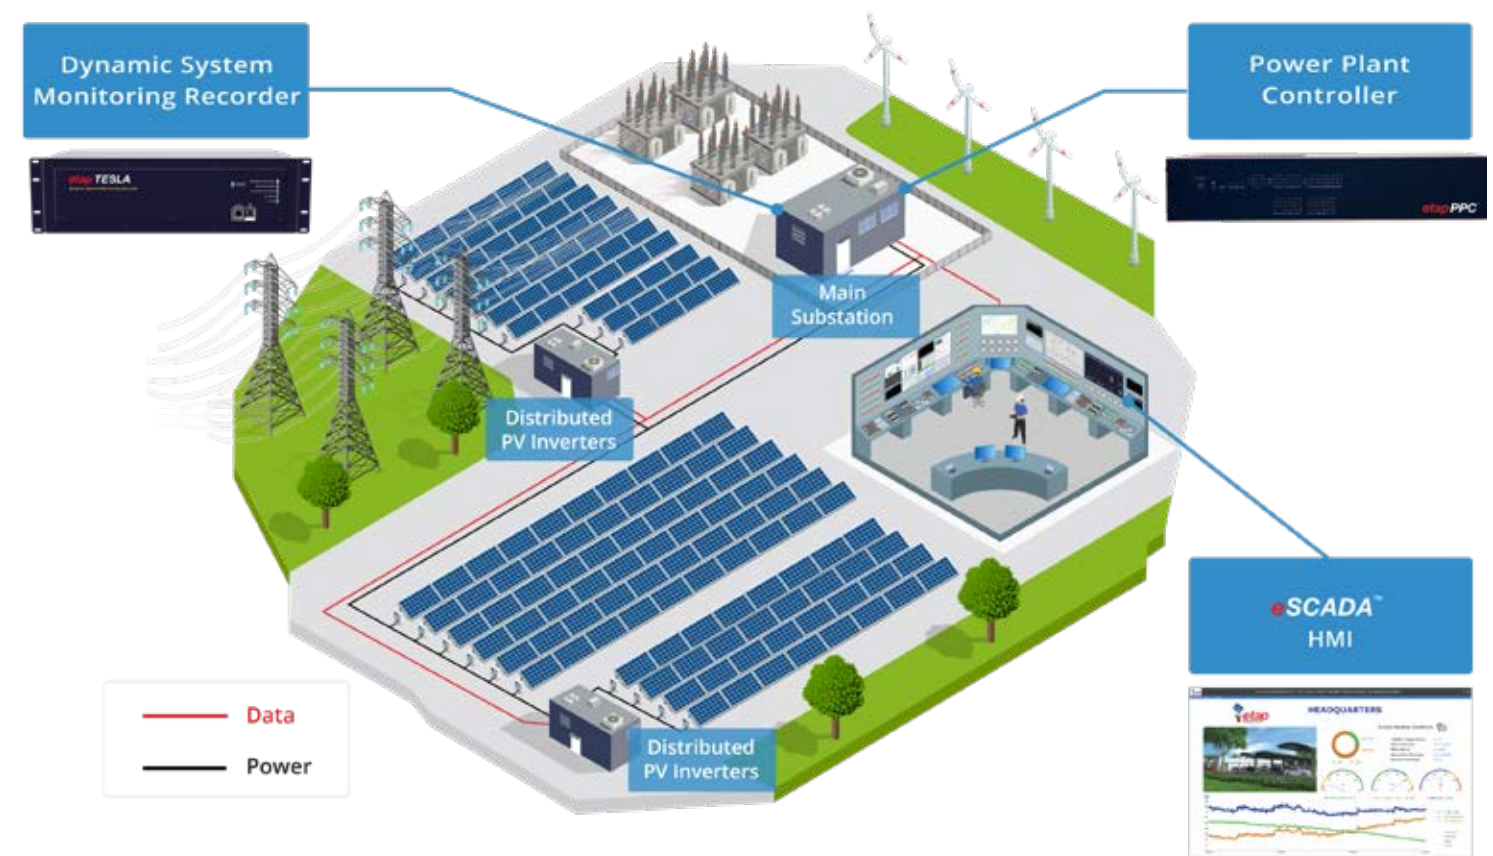 Dynamic System
Monitoring Recorder
etap TESLA
Power Plant
Controller
etap PPC
Main
Substation
Distributed
PV Inverters
Distributed
PV Inverters
eSCADA™
HMI
etap
HEADQUARTERS
Data
Power